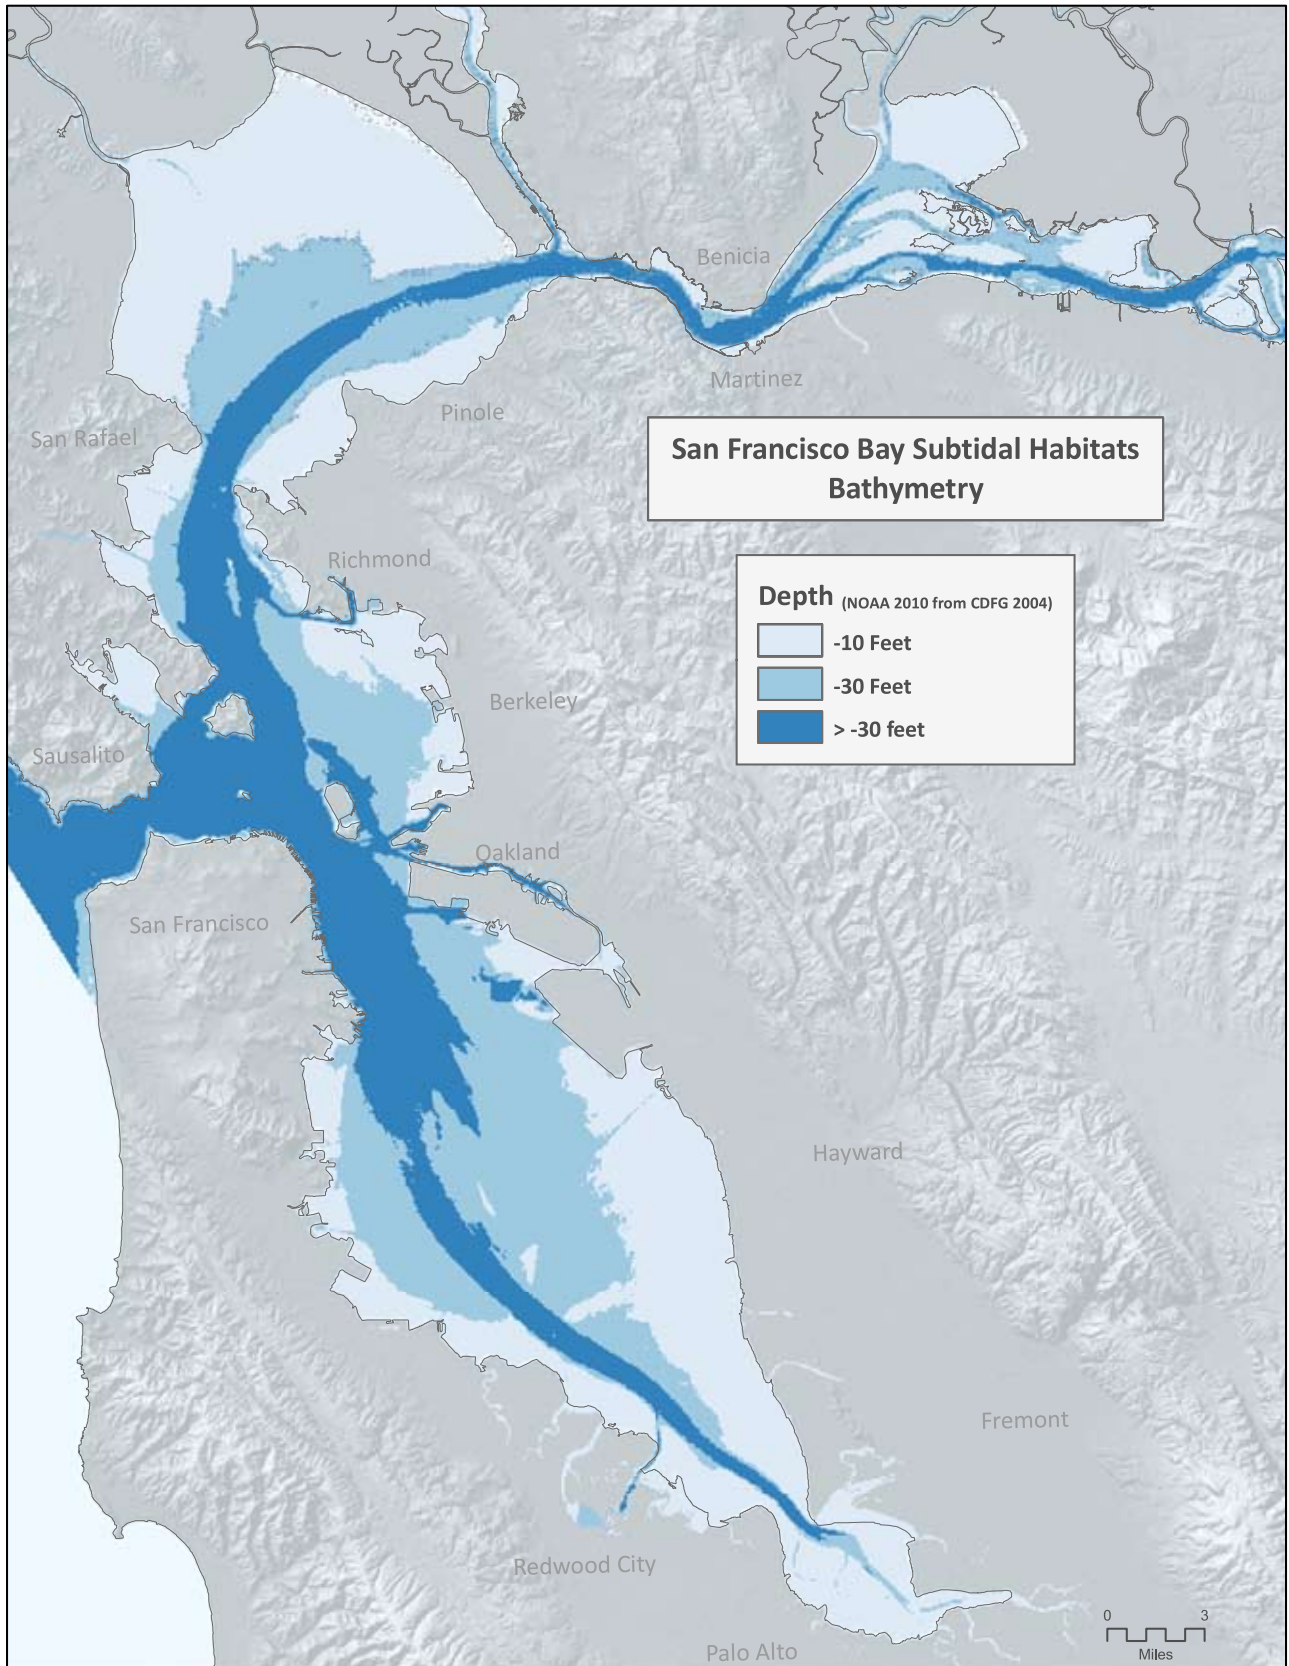 Benicia
Martinez
Pinole
San Rafael
San Francisco Bay Subtidal Habitats
Bathymetry
Richmond
Depth (NOAA 2010 from CDFG 2004)
-10 Feet
-30 Feet
> -30 feet
Berkeley
Sausalito
Oakland
San Francisco
Hayward
Fremont
Redwood City
Palo Alto
0 3
Miles